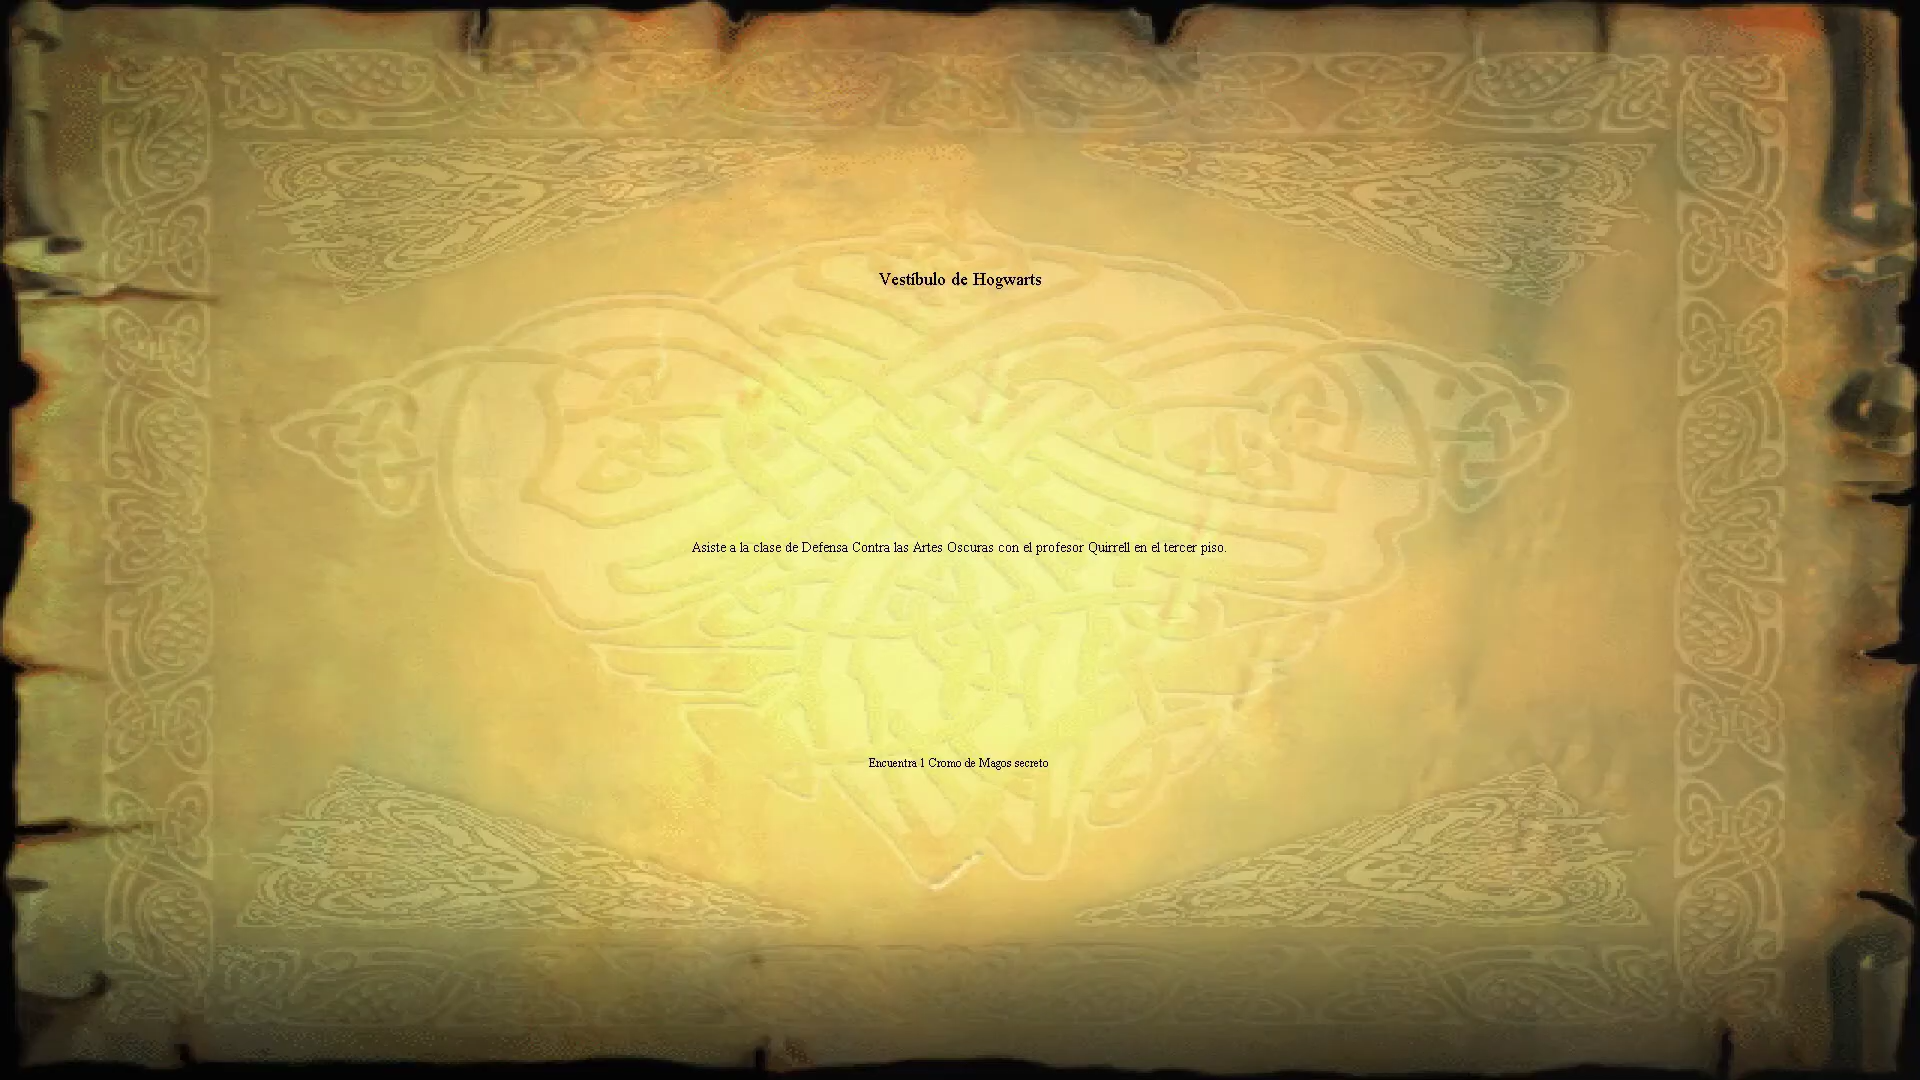 Vestíbulo de Hogwarts
Asiste a la clase de Defensa Contra las Artes Oscuras con el profesor Quirrell en el tercer piso.
Encuentra 1 Cromo de Magos secreto